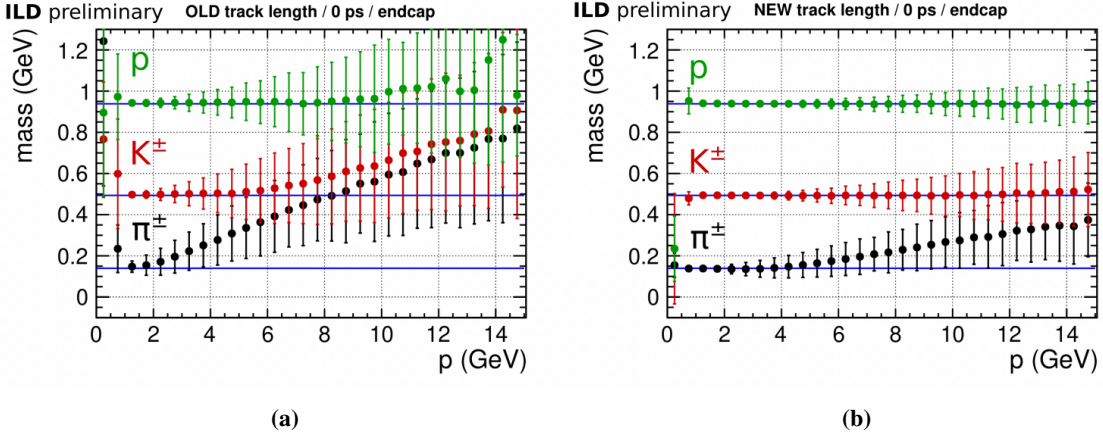 ILD preliminary OLD track length / 0 ps / endcap
mass (GeV)
1.2
1
0.8
0.6
0.4
0.2
0
p
K±
π±
0 2 4 6 8 10 12 14
p (GeV)
(a)
ILD preliminary NEW track length / 0 ps / endcap
mass (GeV)
1.2
1
0.8
0.6
0.4
0.2
0
p
K±
π±
0 2 4 6 8 10 12 14
p (GeV)
(b)